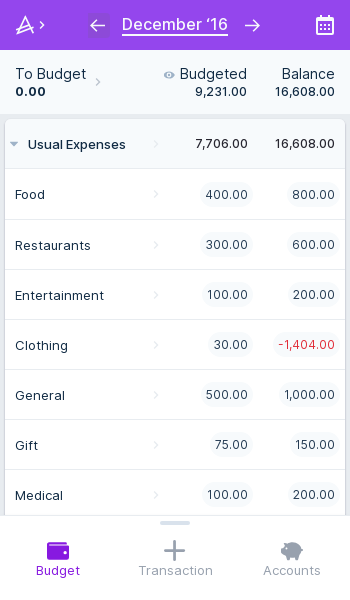 December ‘16
To Budget Budgeted Balance
0.00 9,231.00 16,608.00
Usual Expenses 7,706.00 16,608.00
Food 400.00 800.00
Restaurants 300.00 600.00
Entertainment 100.00 200.00
Clothing 30.00 -1,404.00
General 500.00 1,000.00
Gift 75.00 150.00
Medical 100.00 200.00
Budget Transaction Accounts